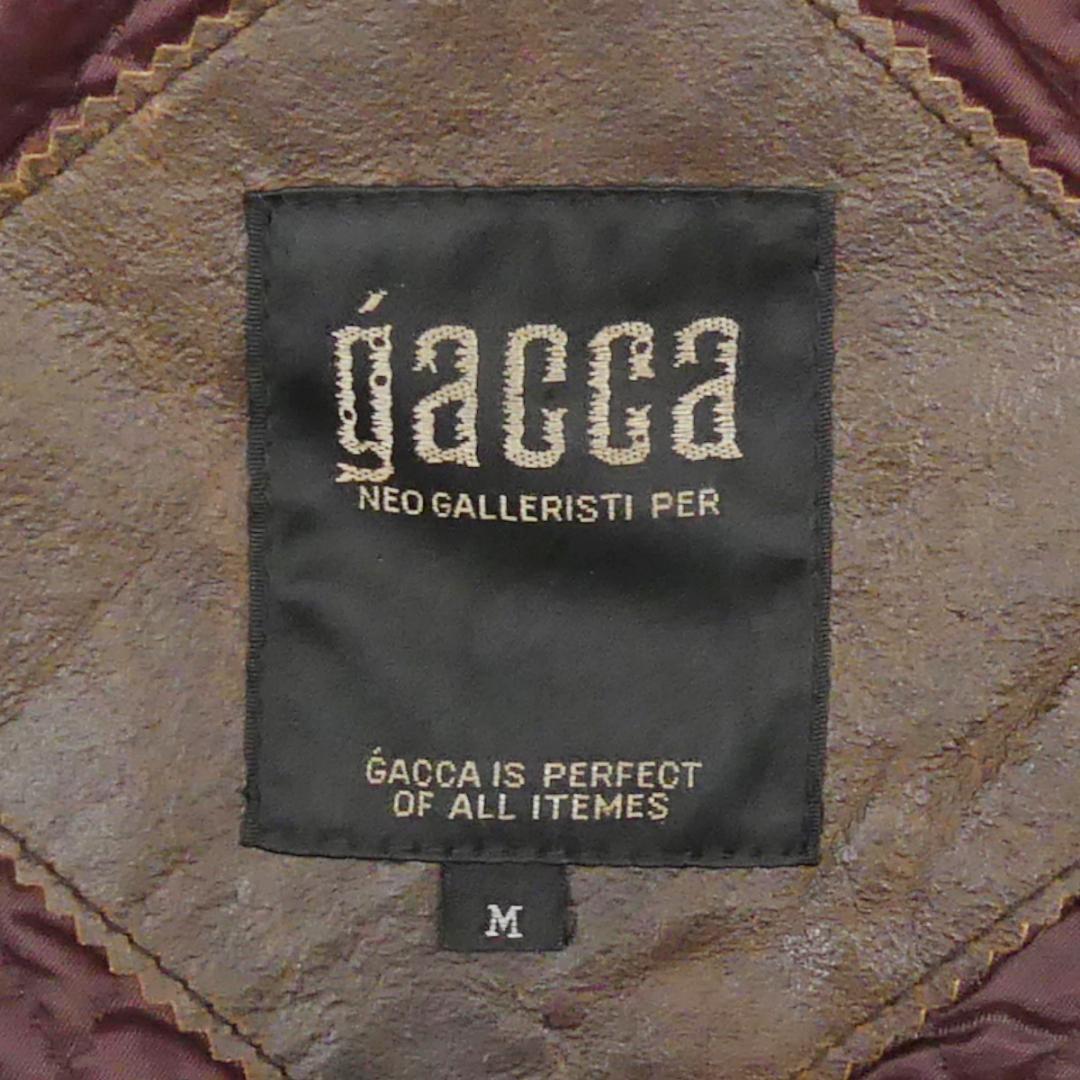 ǵacca
NEO GALLERISTI PER
ǴACCA IS PERFECT
OF ALL ITEMES
M